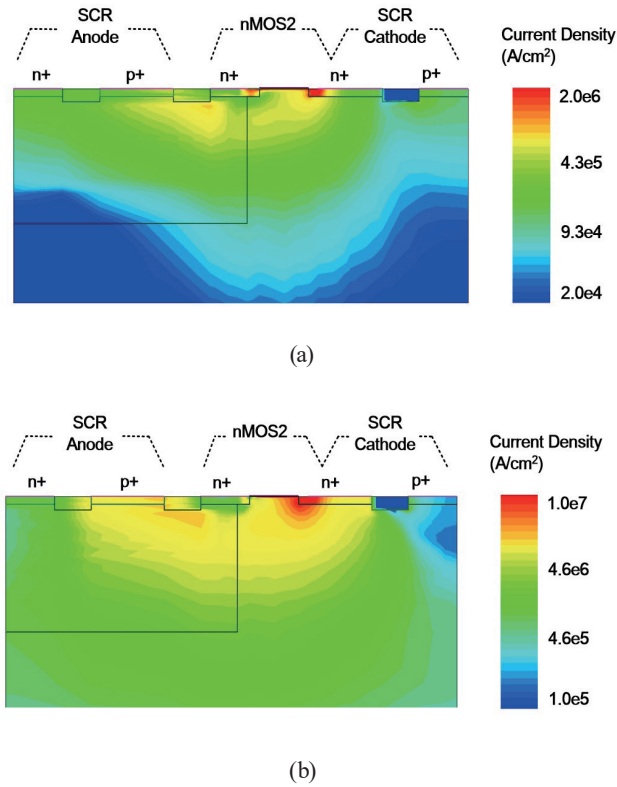 SCR
Anode
nMOS2
SCR
Cathode
n+
p+
n+
n+
p+
Current Density
(A/cm²)
2.0e6
4.3e5
9.3e4
2.0e4
(a)
SCR
Anode
nMOS2
SCR
Cathode
n+
p+
n+
n+
p+
Current Density
(A/cm²)
1.0e7
4.6e6
4.6e5
1.0e5
(b)